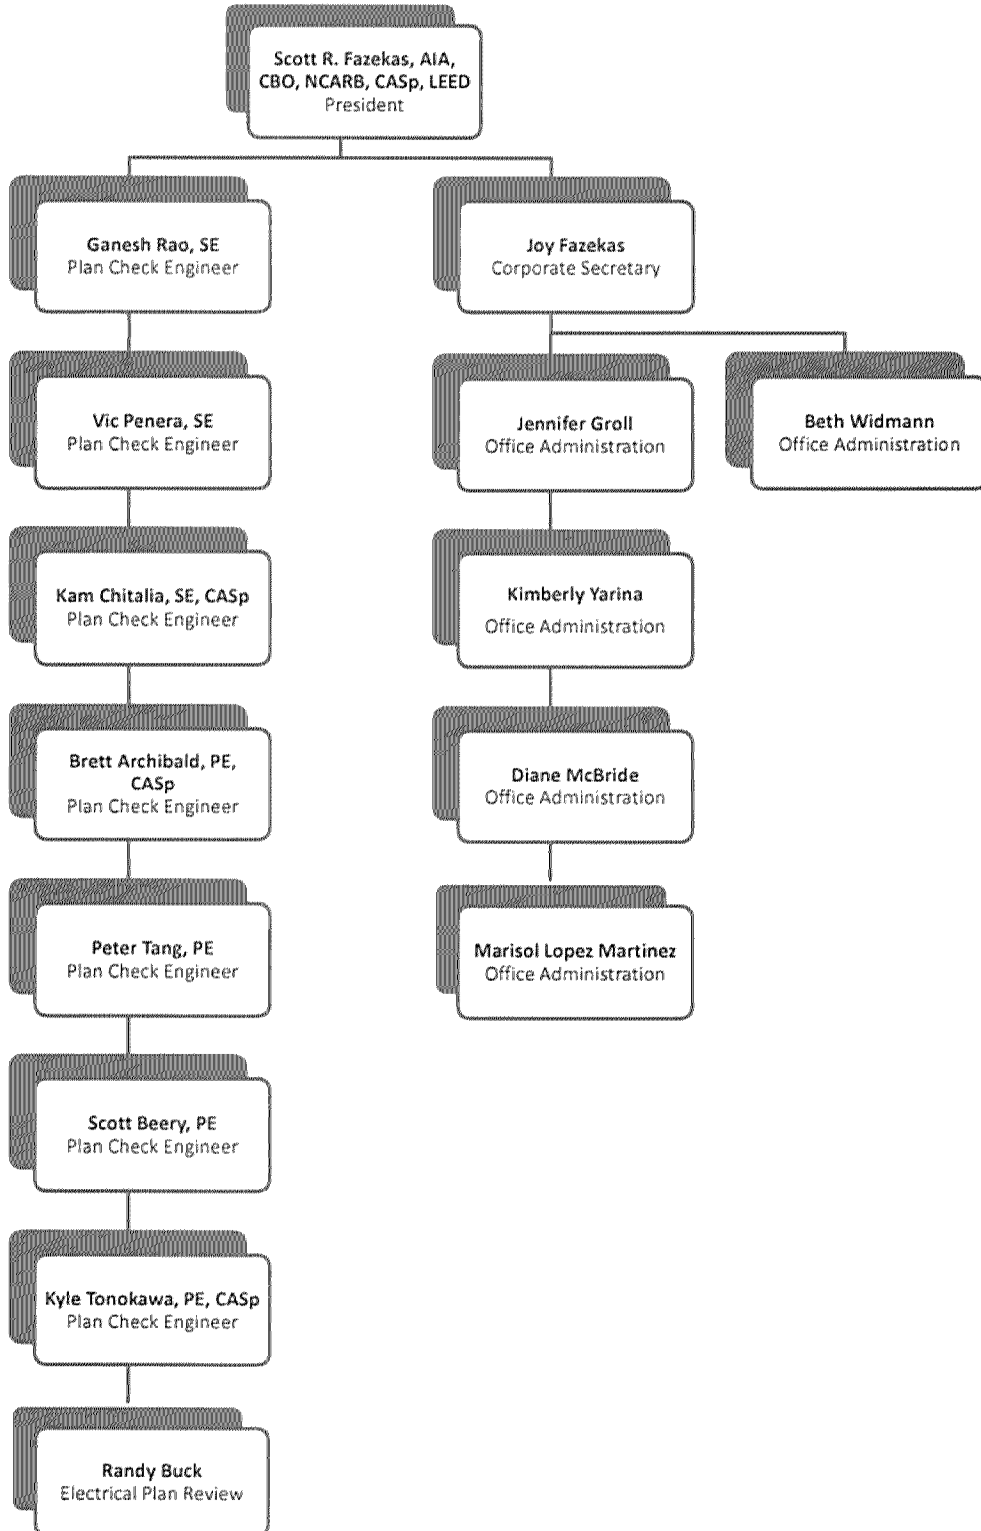 Scott R. Fazekas, AIA,
CBO, NCARB, CASp, LEED
President
Ganesh Rao, SE
Plan Check Engineer
Joy Fazekas
Corporate Secretary
Vic Penera, SE
Plan Check Engineer
Jennifer Groll
Office Administration
Beth Widmann
Office Administration
Kam Chitalia, SE, CASp
Plan Check Engineer
Kimberly Yarina
Office Administration
Brett Archibald, PE,
CASp
Plan Check Engineer
Diane McBride
Office Administration
Peter Tang, PE
Plan Check Engineer
Marisol Lopez Martinez
Office Administration
Scott Beery, PE
Plan Check Engineer
Kyle Tonokawa, PE, CASp
Plan Check Engineer
Randy Buck
Electrical Plan Review